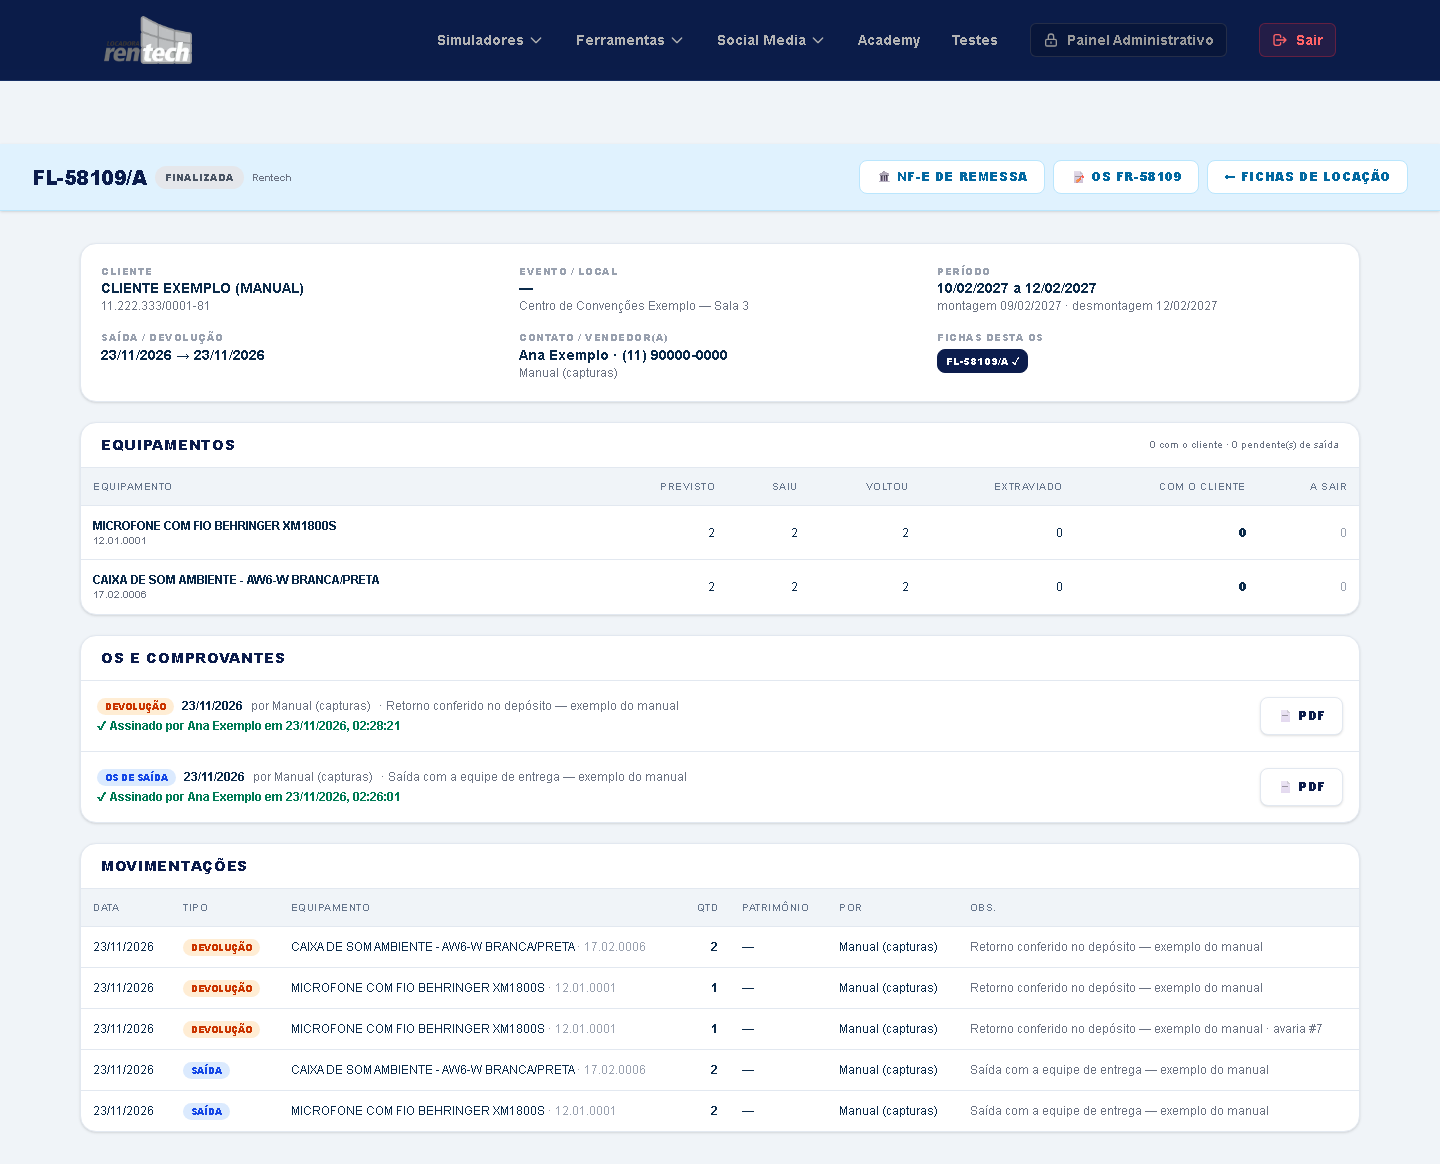 rentech
Simuladores
Ferramentas
Social Media
Academy
Testes
Painel Administrativo
Sair
FL-58109/A FINALIZADA Rentech
NF-E DE REMESSA
OS FR-58109
← FICHAS DE LOCAÇÃO
CLIENTE
CLIENTE EXEMPLO (MANUAL)
11.222.333/0001-81
EVENTO / LOCAL
—
Centro de Convenções Exemplo — Sala 3
PERÍODO
10/02/2027 a 12/02/2027
montagem 09/02/2027 · desmontagem 12/02/2027
SAÍDA / DEVOLUÇÃO
23/11/2026 → 23/11/2026
CONTATO / VENDEDOR(A)
Ana Exemplo · (11) 90000-0000
Manual (capturas)
FICHAS DESTA OS
FL-58109/A ✓
EQUIPAMENTOS
0 com o cliente · 0 pendente(s) de saída
EQUIPAMENTO PREVISTO SAIU VOLTOU EXTRAVIADO COM O CLIENTE A SAIR
MICROFONE COM FIO BEHRINGER XM1800S 2 2 2 0 0 0
12.01.0001
CAIXA DE SOM AMBIENTE - AW6-W BRANCA/PRETA 2 2 2 0 0 0
17.02.0006
OS E COMPROVANTES
DEVOLUÇÃO 23/11/2026 por Manual (capturas) · Retorno conferido no depósito — exemplo do manual
✓ Assinado por Ana Exemplo em 23/11/2026, 02:28:21
PDF
OS DE SAÍDA 23/11/2026 por Manual (capturas) · Saída com a equipe de entrega — exemplo do manual
✓ Assinado por Ana Exemplo em 23/11/2026, 02:26:01
PDF
MOVIMENTAÇÕES
DATA TIPO EQUIPAMENTO QTD PATRIMÔNIO POR OBS.
23/11/2026 DEVOLUÇÃO CAIXA DE SOM AMBIENTE - AW6-W BRANCA/PRETA · 17.02.0006 2 — Manual (capturas) Retorno conferido no depósito — exemplo do manual
23/11/2026 DEVOLUÇÃO MICROFONE COM FIO BEHRINGER XM1800S · 12.01.0001 1 — Manual (capturas) Retorno conferido no depósito — exemplo do manual
23/11/2026 DEVOLUÇÃO MICROFONE COM FIO BEHRINGER XM1800S · 12.01.0001 1 — Manual (capturas) Retorno conferido no depósito — exemplo do manual · avaria #7
23/11/2026 SAÍDA CAIXA DE SOM AMBIENTE - AW6-W BRANCA/PRETA · 17.02.0006 2 — Manual (capturas) Saída com a equipe de entrega — exemplo do manual
23/11/2026 SAÍDA MICROFONE COM FIO BEHRINGER XM1800S · 12.01.0001 2 — Manual (capturas) Saída com a equipe de entrega — exemplo do manual